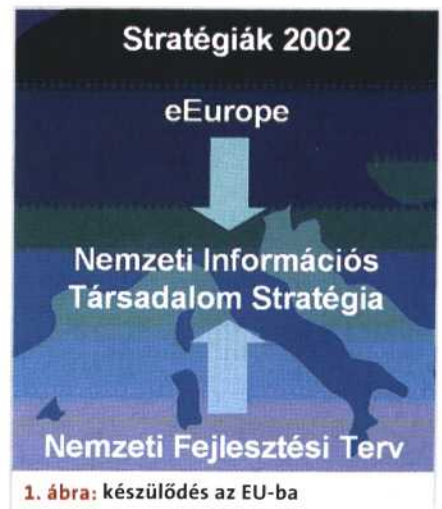 Stratégiák 2002
eEurope
Nemzeti Információs
Társadalom Stratégia
Nemzeti Fejlesztési Terv
1. ábra: készülődés az EU-ba